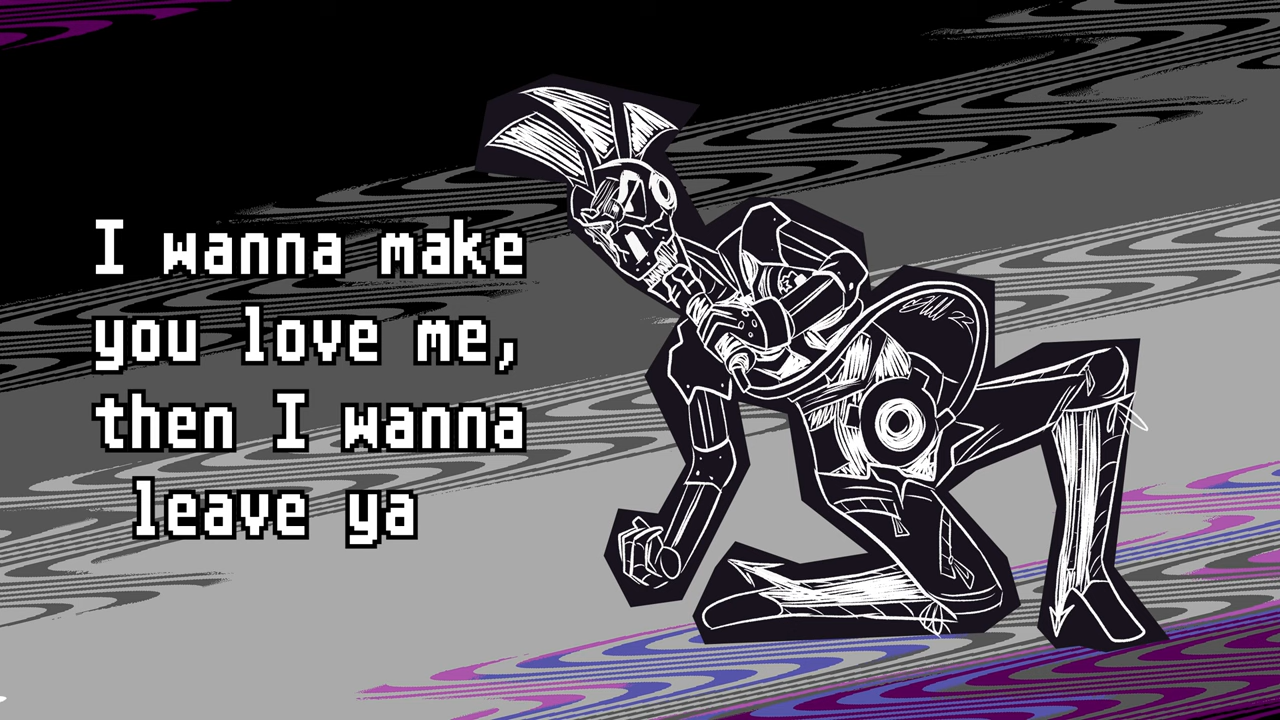 I wanna make
you love me,
then I wanna
leave ya